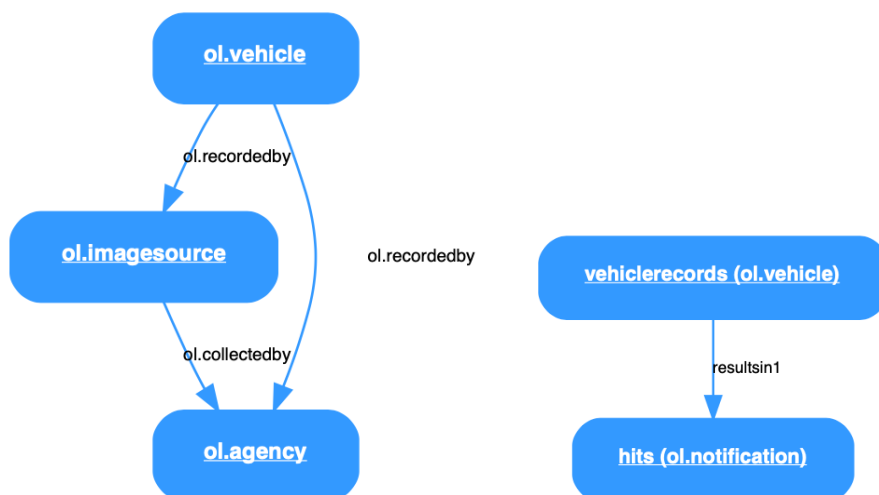 ol.vehicle
ol.recordedby
ol.imagesource
ol.recordedby
ol.collectedby
ol.agency
vehiclerecords (ol.vehicle)
resultsin1
hits (ol.notification)